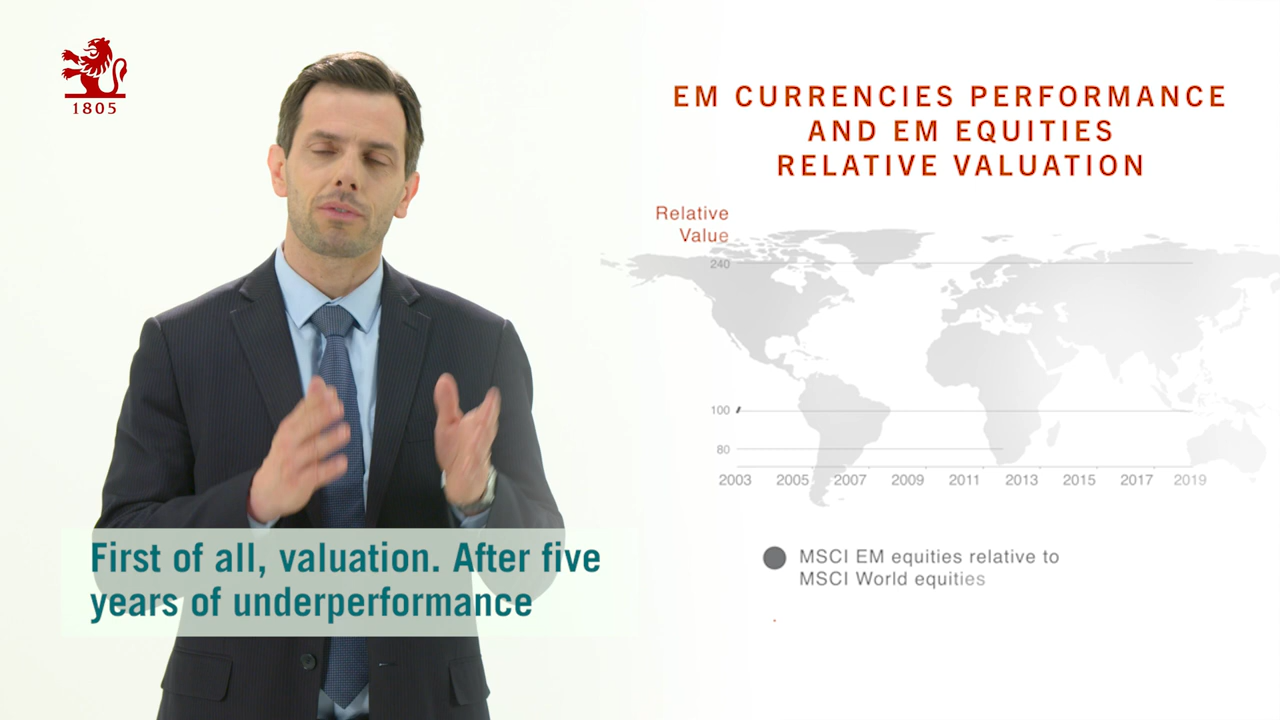 1805
EM CURRENCIES PERFORMANCE
AND EM EQUITIES
RELATIVE VALUATION
Relative
Value
240
100
80
2003 2005 2007 2009 2011 2013 2015 2017 2019
MSCI EM equities relative to
MSCI World equities
First of all, valuation. After five
years of underperformance